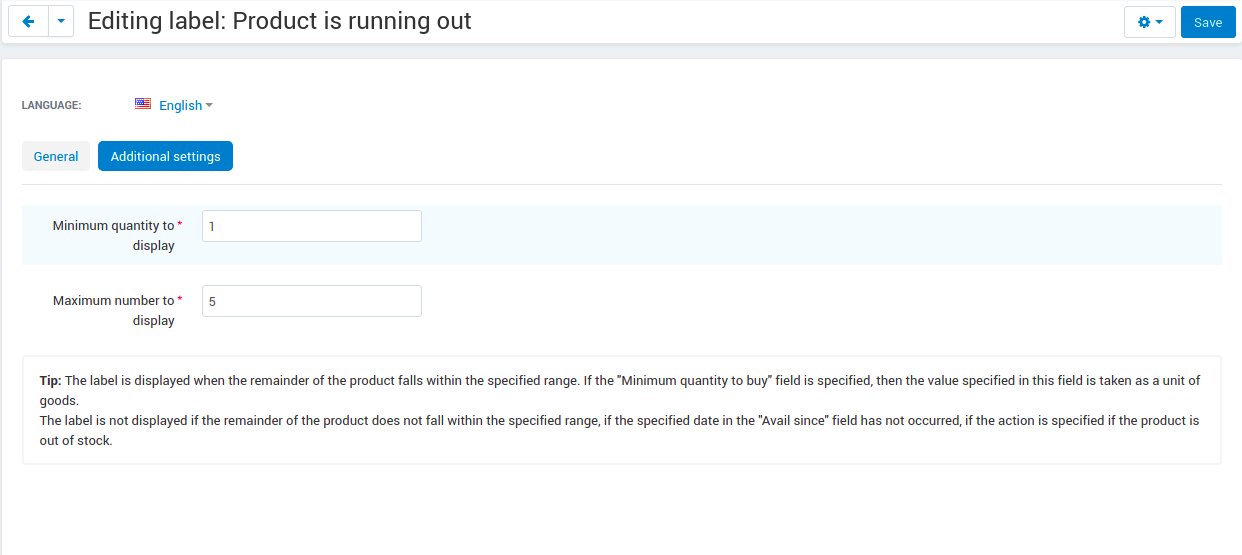 Editing label: Product is running out
Save
LANGUAGE:
English
General
Additional settings
Minimum quantity to *
display
1
Maximum number to *
display
5
Tip: The label is displayed when the remainder of the product falls within the specified range. If the "Minimum quantity to buy" field is specified, then the value specified in this field is taken as a unit of
goods.
The label is not displayed if the remainder of the product does not fall within the specified range, if the specified date in the "Avail since" field has not occurred, if the action is specified if the product is
out of stock.